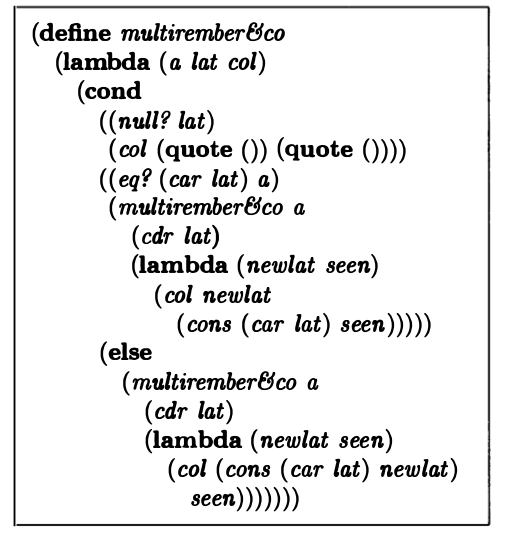 (define multirember&co
(lambda (a lat col)
(cond
((null? lat)
(col (quote ()) (quote ())))
((eq? (car lat) a)
(multirember&co a
(cdr lat)
(lambda (newlat seen)
(col newlat
(cons (car lat) seen)))))
(else
(multirember&co a
(cdr lat)
(lambda (newlat seen)
(col (cons (car lat) newlat)
seen)))))))